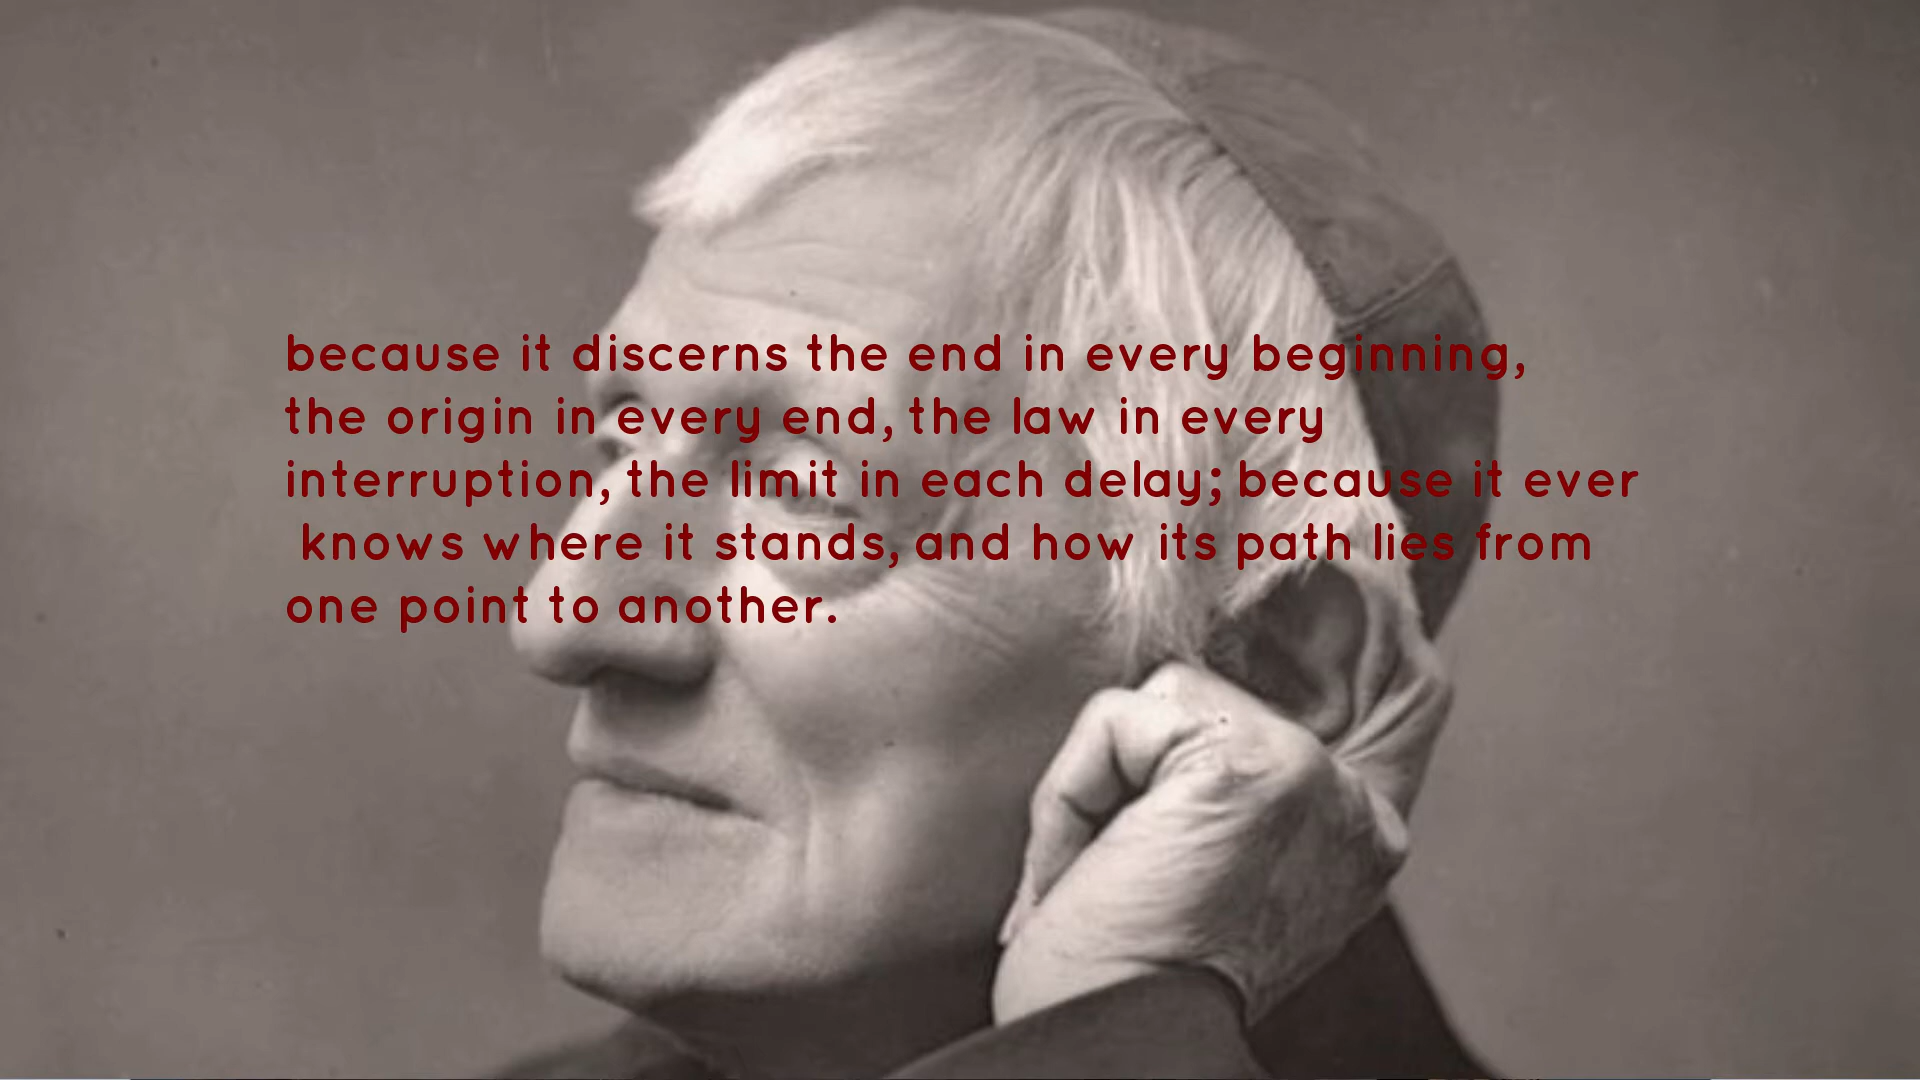 because it discerns the end in every beginning,
the origin in every end, the law in every
interruption, the limit in each delay; because it ever
knows where it stands, and how its path lies from
one point to another.